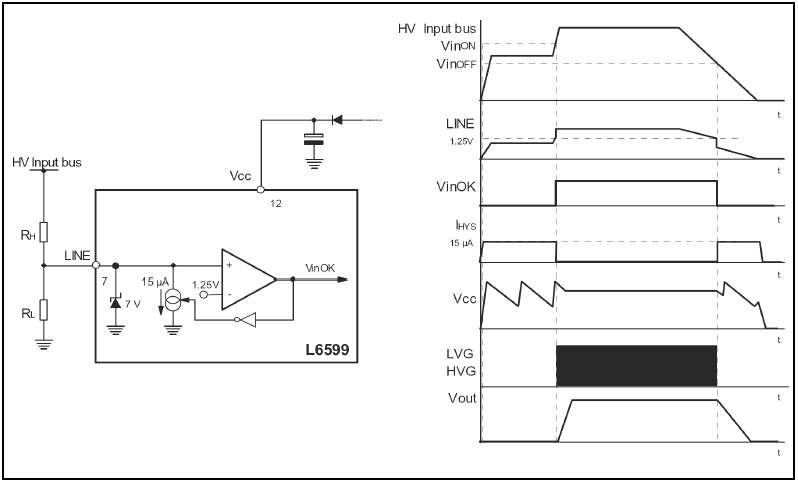 HV Input bus
RH
RL
LINE
7
7 V
15 µA
1.25V
+
-
VinOK
Vcc
12
L6599
HV Input bus
VinON
VinOFF
t
LINE
1.25V
t
VinOK
t
IHYS
15 µA
t
Vcc
t
LVG
HVG
t
Vout
t